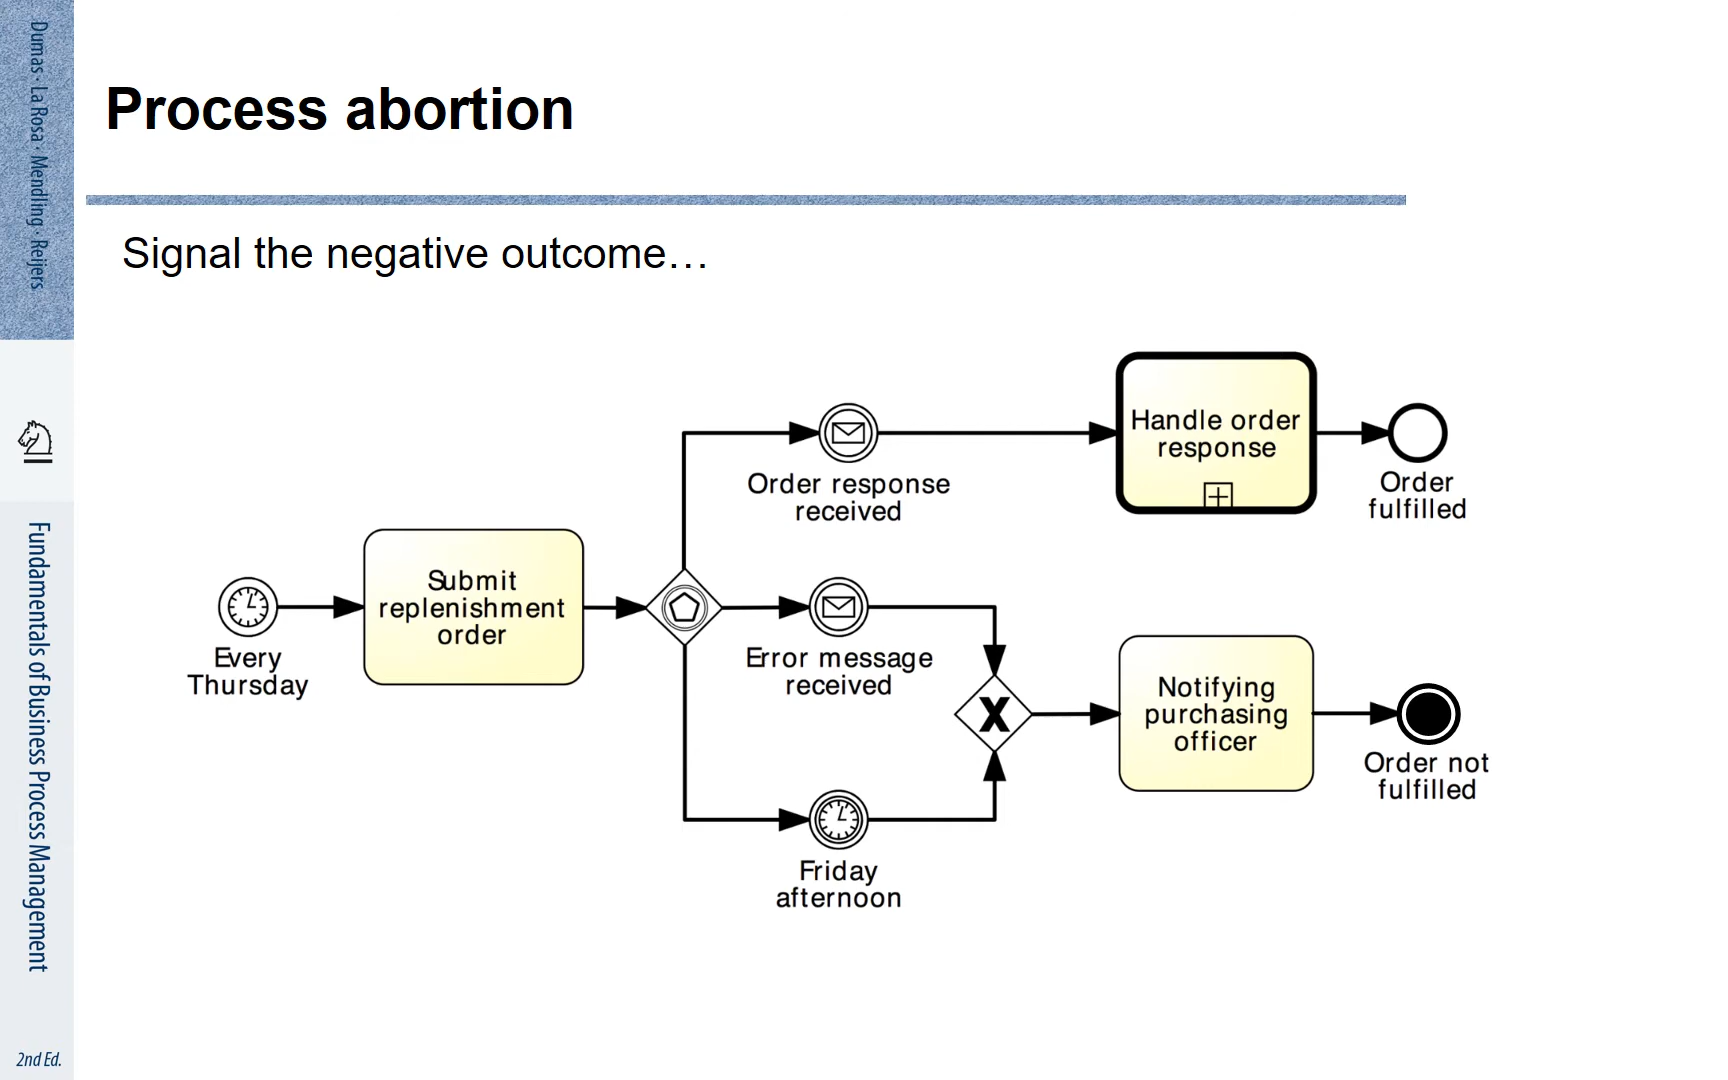 Dumas · La Rosa · Mendling · Reijers
Fundamentals of Business Process Management
2nd Ed.
Process abortion
Signal the negative outcome…
Every
Thursday
Submit
replenishment
order
Order response
received
Handle order
response
Order
fulfilled
Error message
received
X
Notifying
purchasing
officer
Order not
fulfilled
Friday
afternoon